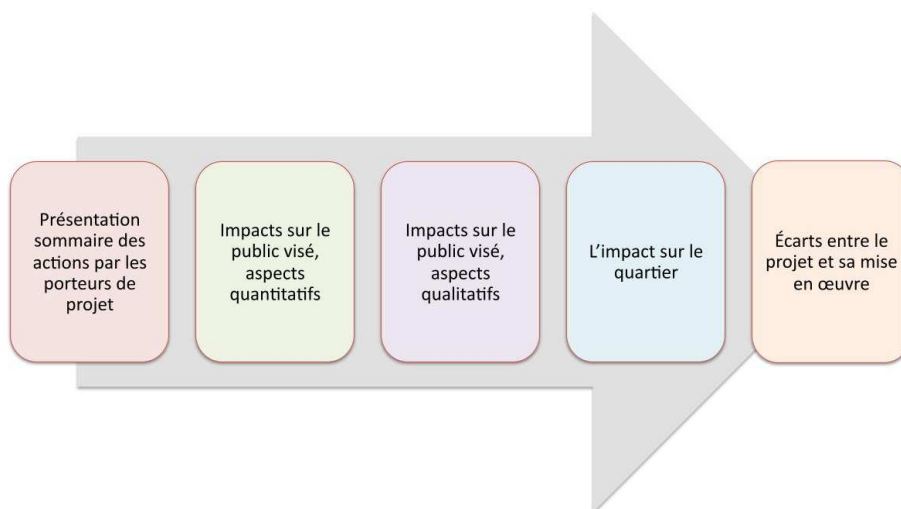 Présentation
sommaire des
actions par les
porteurs de
projet
Impacts sur le
public visé,
aspects
quantitatifs
Impacts sur le
public visé,
aspects
qualitatifs
L'impact sur le
quartier
Écarts entre le
projet et sa mise
en œuvre